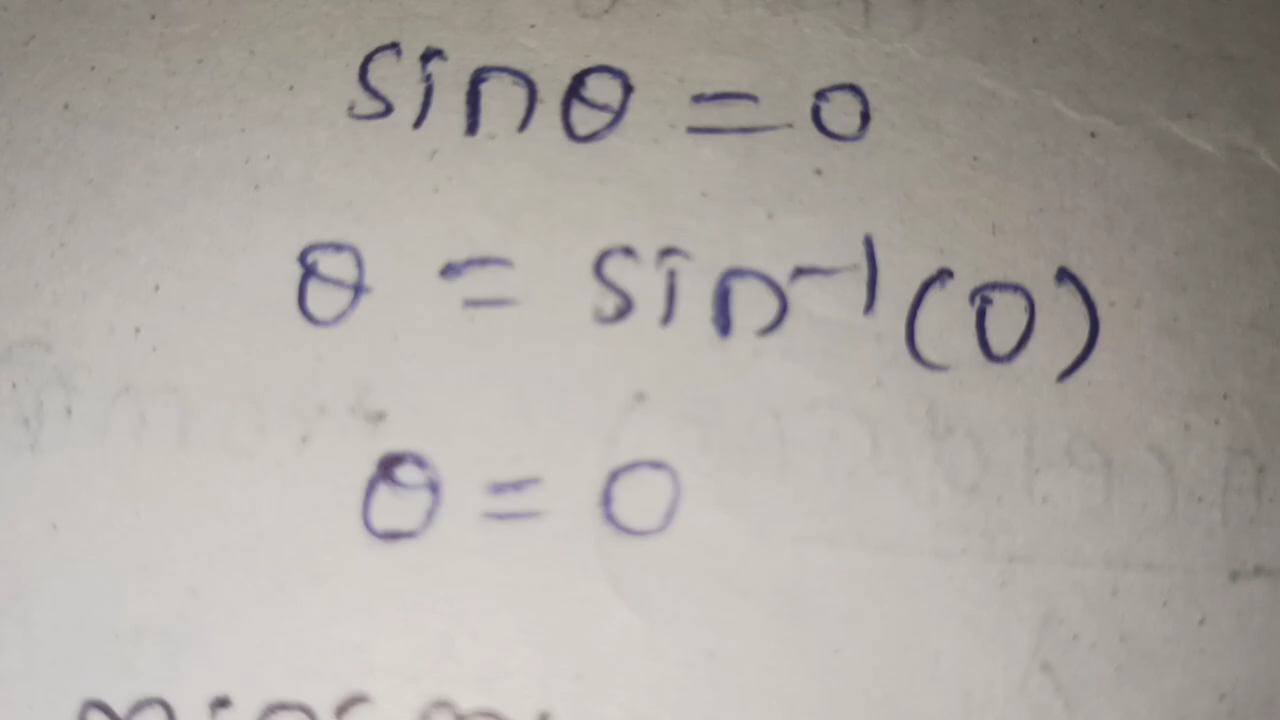 sinθ = 0
θ = sin⁻¹(0)
θ = 0